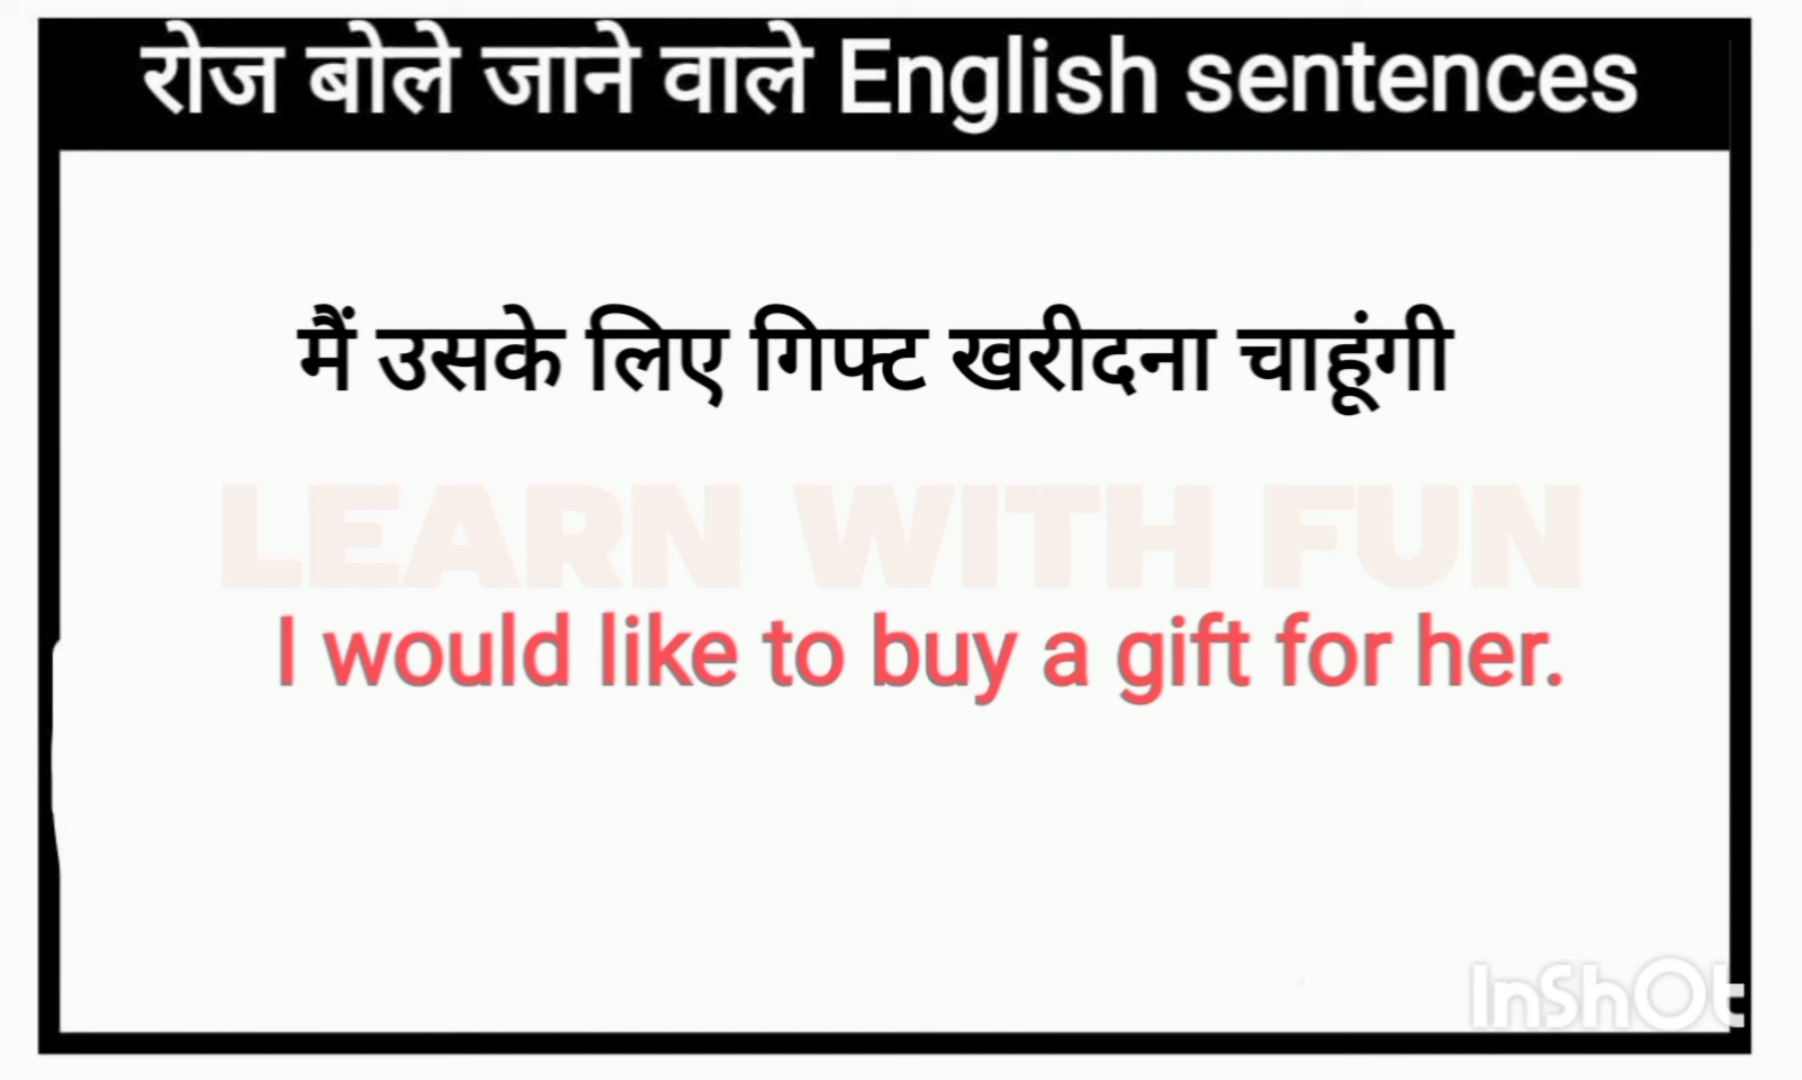 रोज बोले जाने वाले English sentences
मैं उसके लिए गिफ्ट खरीदना चाहूंगी
LEARN WITH FUN
I would like to buy a gift for her.
InShOt